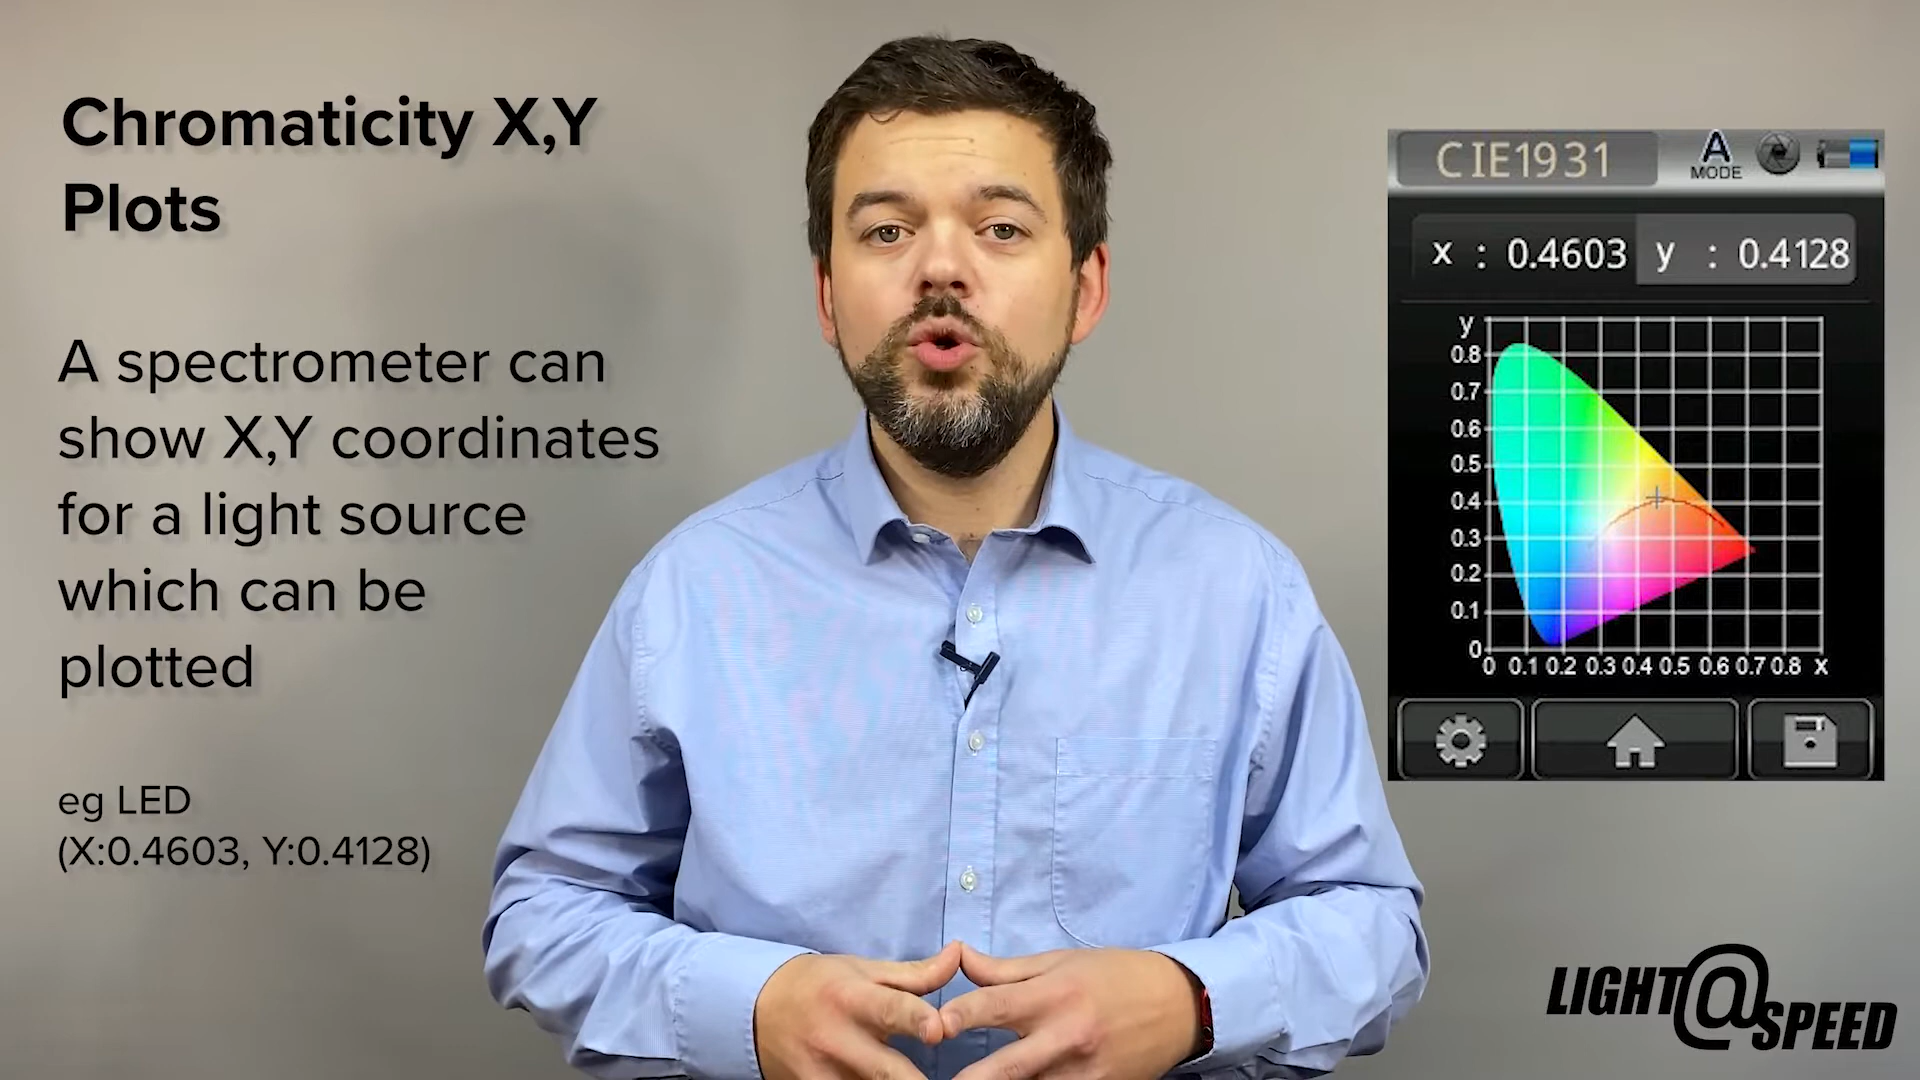 Chromaticity X,Y
Plots
A spectrometer can
show X,Y coordinates
for a light source
which can be
plotted
eg LED
(X:0.4603, Y:0.4128)
CIE1931
A
MODE
x : 0.4603 y : 0.4128
y
0.8
0.7
0.6
0.5
0.4
0.3
0.2
0.1
0
0 0.1 0.2 0.3 0.4 0.5 0.6 0.7 0.8 x
LIGHT@SPEED